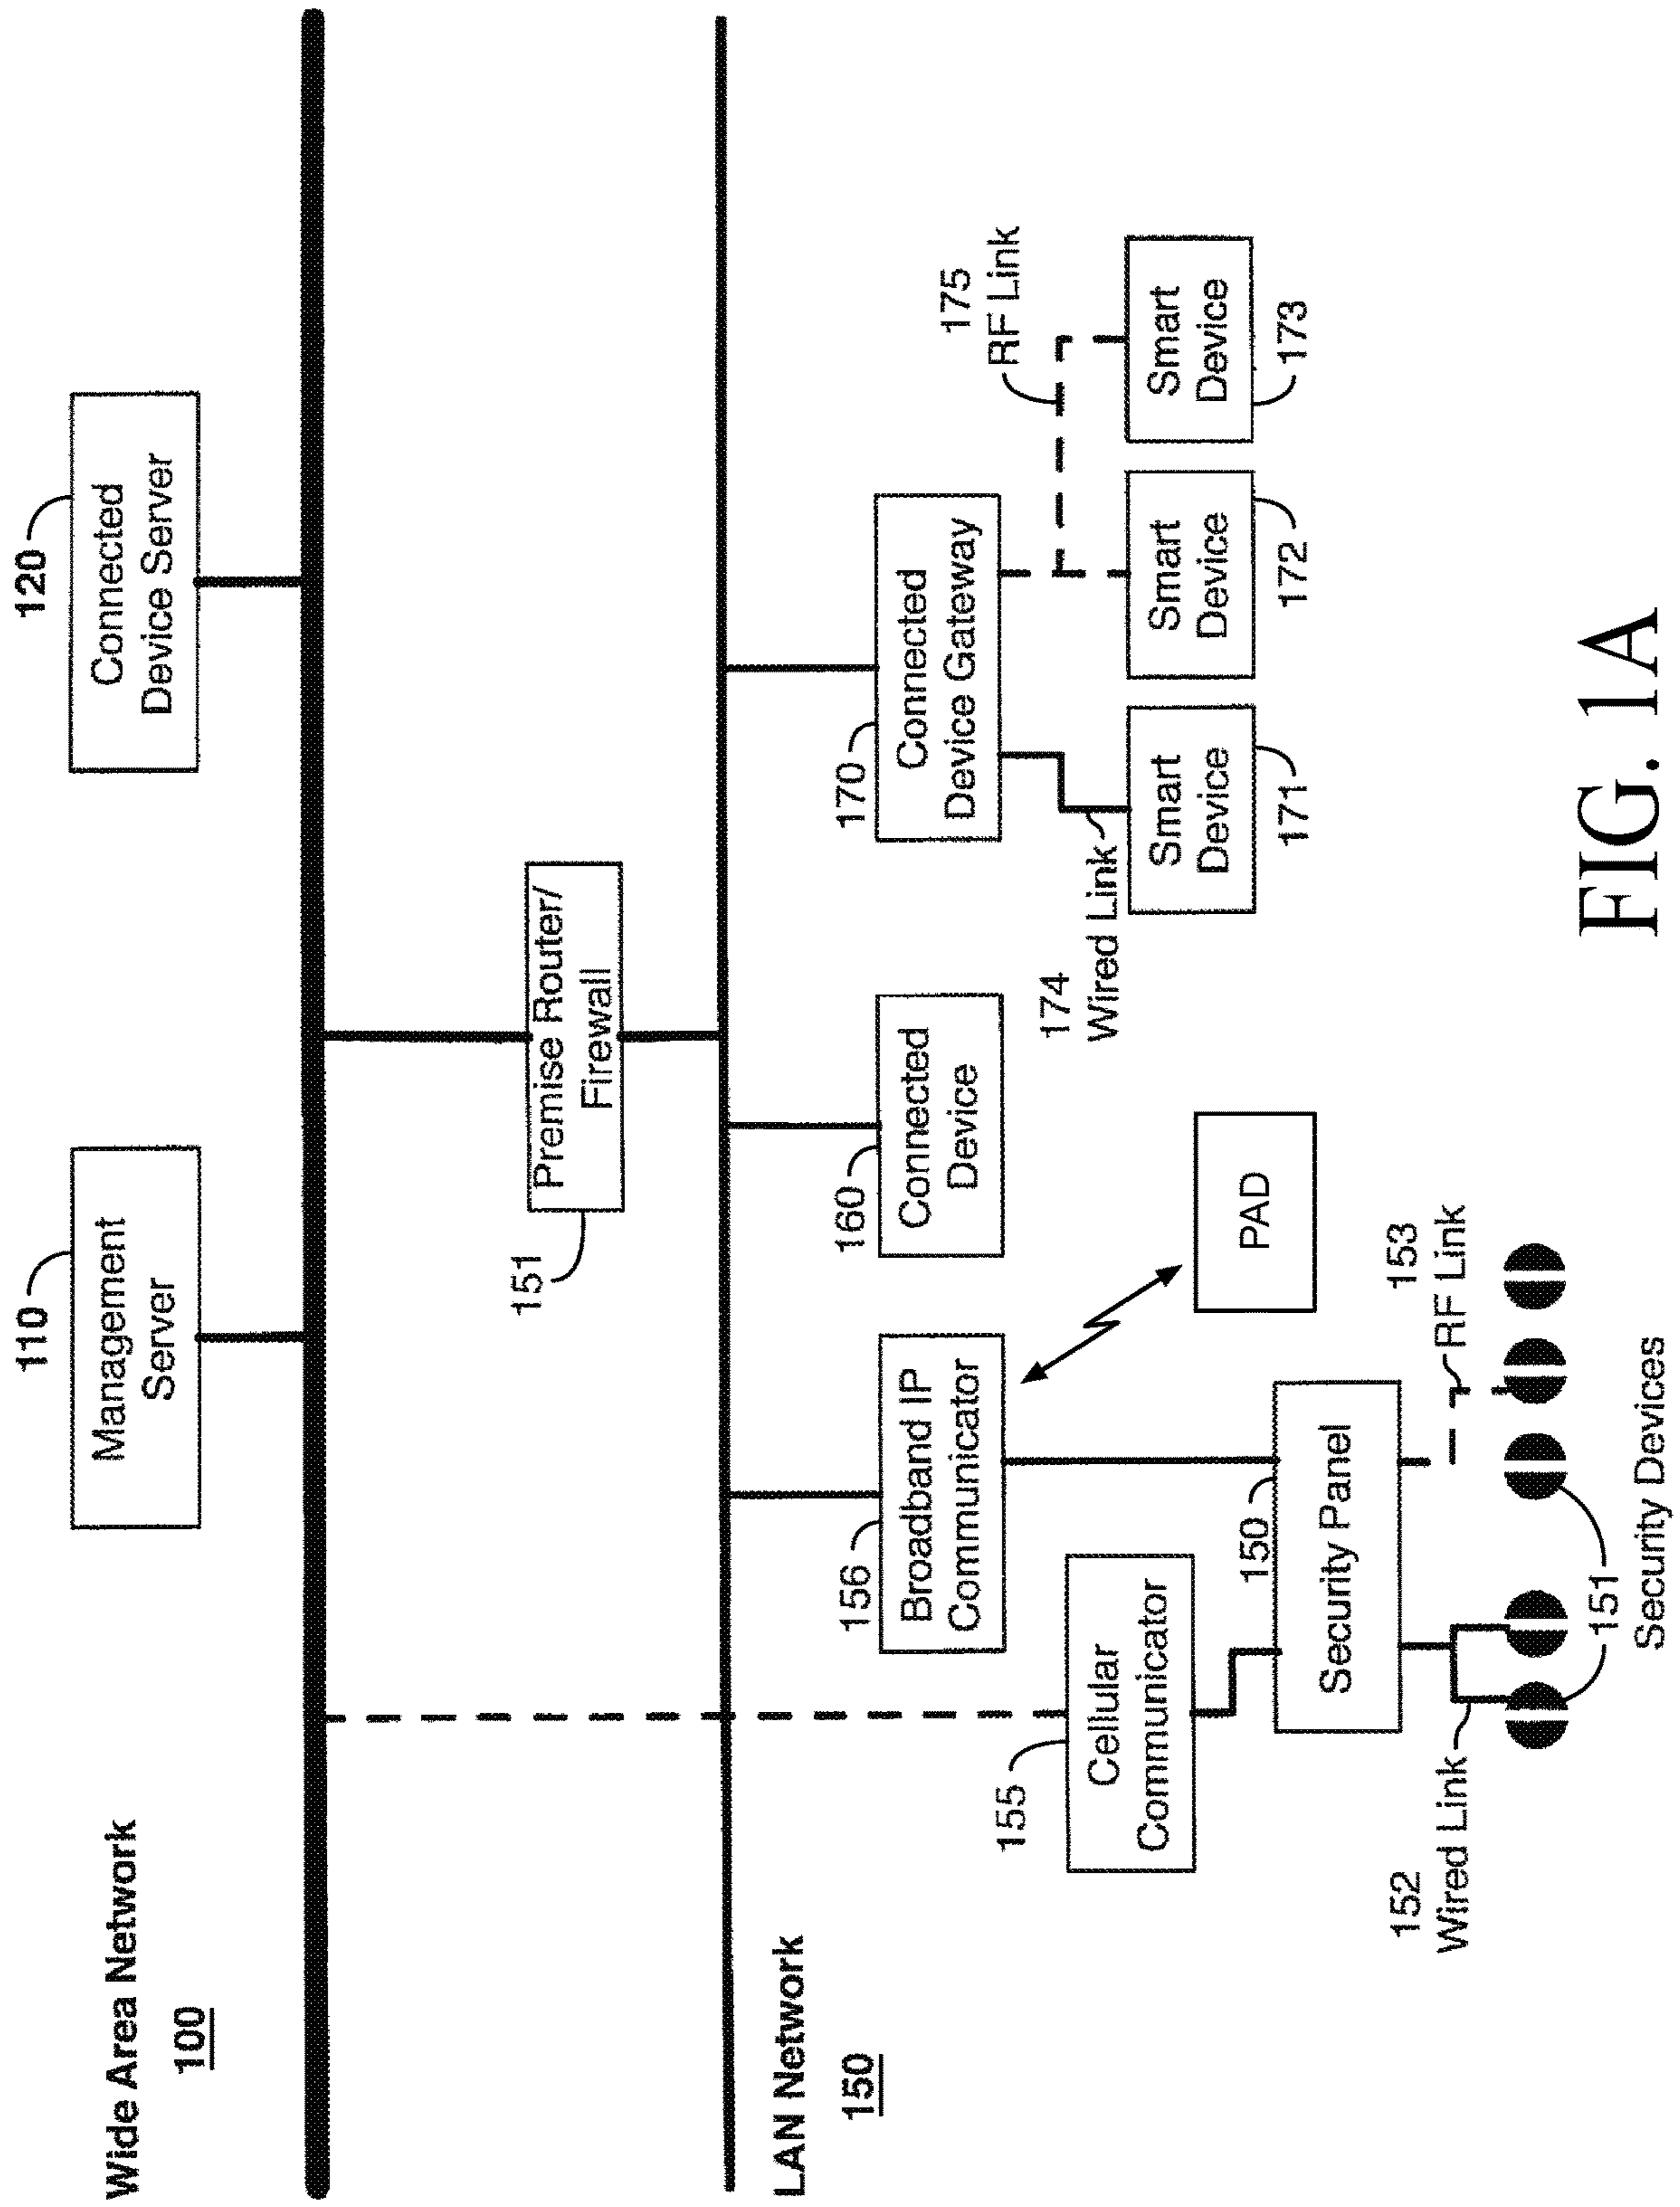 Wide Area Network
100
110
Management
Server
120
Connected
Device Server
151
Premise Router/
Firewall
LAN Network
150
156
Broadband IP
Communicator
160
Connected
Device
170
Connected
Device Gateway
175
RF Link
155
Cellular
Communicator
PAD
174
Wired Link
Smart
Device
171
Smart
Device
172
Smart
Device
173
150
Security Panel
152
Wired Link
153
RF Link
151
Security Devices
FIG. 1A